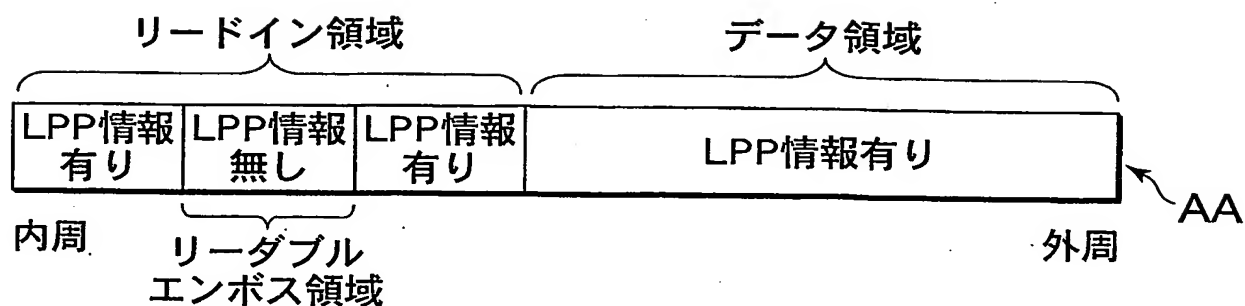 リードイン領域
データ領域
LPP情報
有り
LPP情報
無し
LPP情報
有り
LPP情報有り
AA
内周
リーダブル
エンボス領域
外周